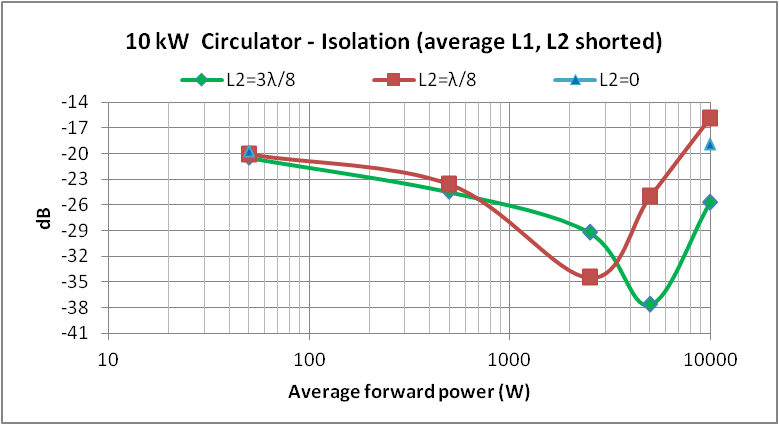 10 kW Circulator - Isolation (average L1, L2 shorted)
L2=3λ/8 L2=λ/8 L2=0
-14
-17
-20
-23
-26
-29
-32
-35
-38
-41
dB
10 100 1000 10000
Average forward power (W)